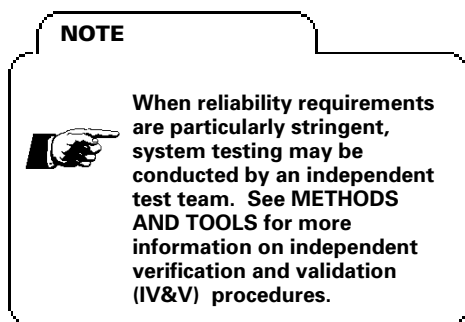 NOTE
When reliability requirements
are particularly stringent,
system testing may be
conducted by an independent
test team.  See METHODS
AND TOOLS for more
information on independent
verification and validation
(IV&V)  procedures.